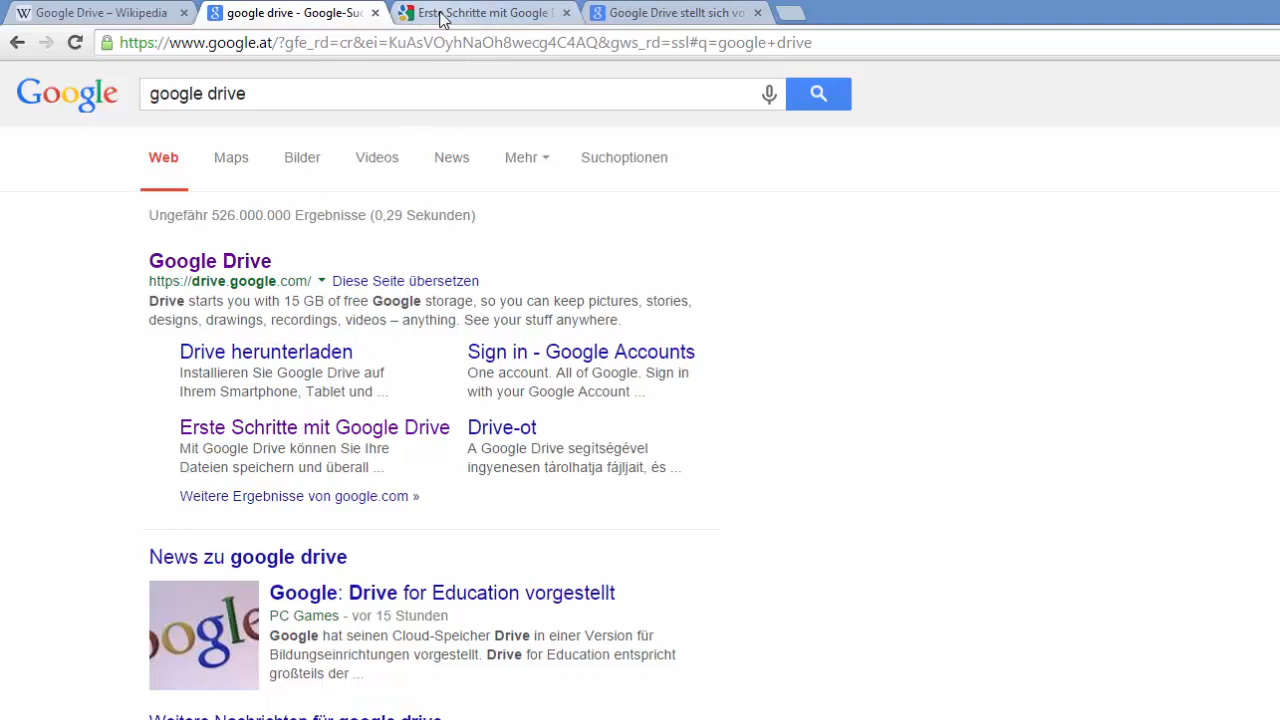 Google Drive – Wikipedia
google drive - Google-Suc
Erste Schritte mit Google D
Google Drive stellt sich vo
https://www.google.at/?gfe_rd=cr&ei=KuAsVOyhNaOh8wecg4C4AQ&gws_rd=ssl#q=google+drive
Google
google drive
Web Maps Bilder Videos News Mehr Suchoptionen
Ungefähr 526.000.000 Ergebnisse (0,29 Sekunden)
Google Drive
https://drive.google.com/ Diese Seite übersetzen
Drive starts you with 15 GB of free Google storage, so you can keep pictures, stories,
designs, drawings, recordings, videos – anything. See your stuff anywhere.
Drive herunterladen
Installieren Sie Google Drive auf
Ihrem Smartphone, Tablet und ...
Sign in - Google Accounts
One account. All of Google. Sign in
with your Google Account ...
Erste Schritte mit Google Drive
Mit Google Drive können Sie Ihre
Dateien speichern und überall ...
Drive-ot
A Google Drive segítségével
ingyenesen tárolhatja fájljait, és ...
Weitere Ergebnisse von google.com »
News zu google drive
Google: Drive for Education vorgestellt
PC Games - vor 15 Stunden
Google hat seinen Cloud-Speicher Drive in einer Version für
Bildungseinrichtungen vorgestellt. Drive for Education entspricht
großteils der ...
Weitere Nachrichten für google drive